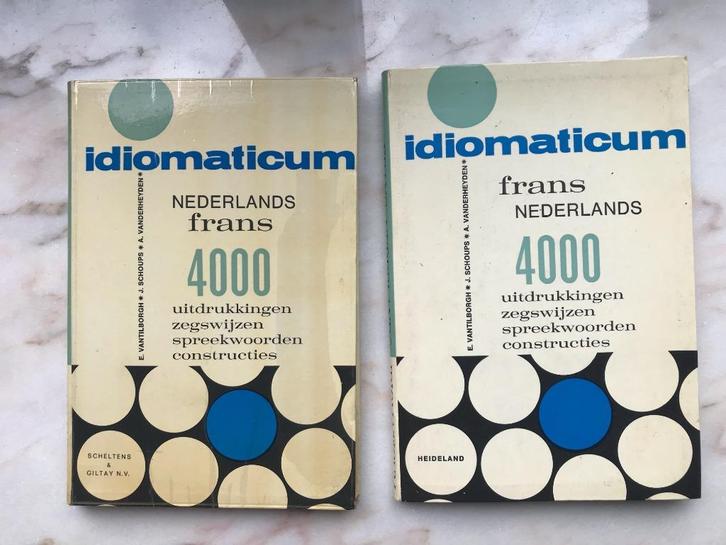 idiomaticum
NEDERLANDS
frans
4000
uitdrukkingen
zegswijzen
spreekwoorden
constructies
E. VANTILBORGH * J. SCHOUPS * A. VANDERHEYDEN *
SCHELTENS
&
GILTAY N.V.
idiomaticum
frans
NEDERLANDS
4000
uitdrukkingen
zegswijzen
spreekwoorden
constructies
E. VANTILBORGH * J. SCHOUPS * A. VANDERHEYDEN *
HEIDELAND